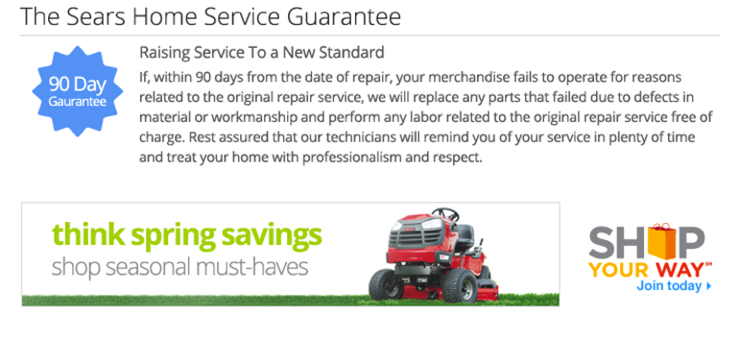 The Sears Home Service Guarantee
Raising Service To a New Standard
90 Day
Gaurantee
If, within 90 days from the date of repair, your merchandise fails to operate for reasons
related to the original repair service, we will replace any parts that failed due to defects in
material or workmanship and perform any labor related to the original repair service free of
charge. Rest assured that our technicians will remind you of your service in plenty of time
and treat your home with professionalism and respect.
think spring savings
shop seasonal must-haves
SHOP
YOUR WAY℠
Join today